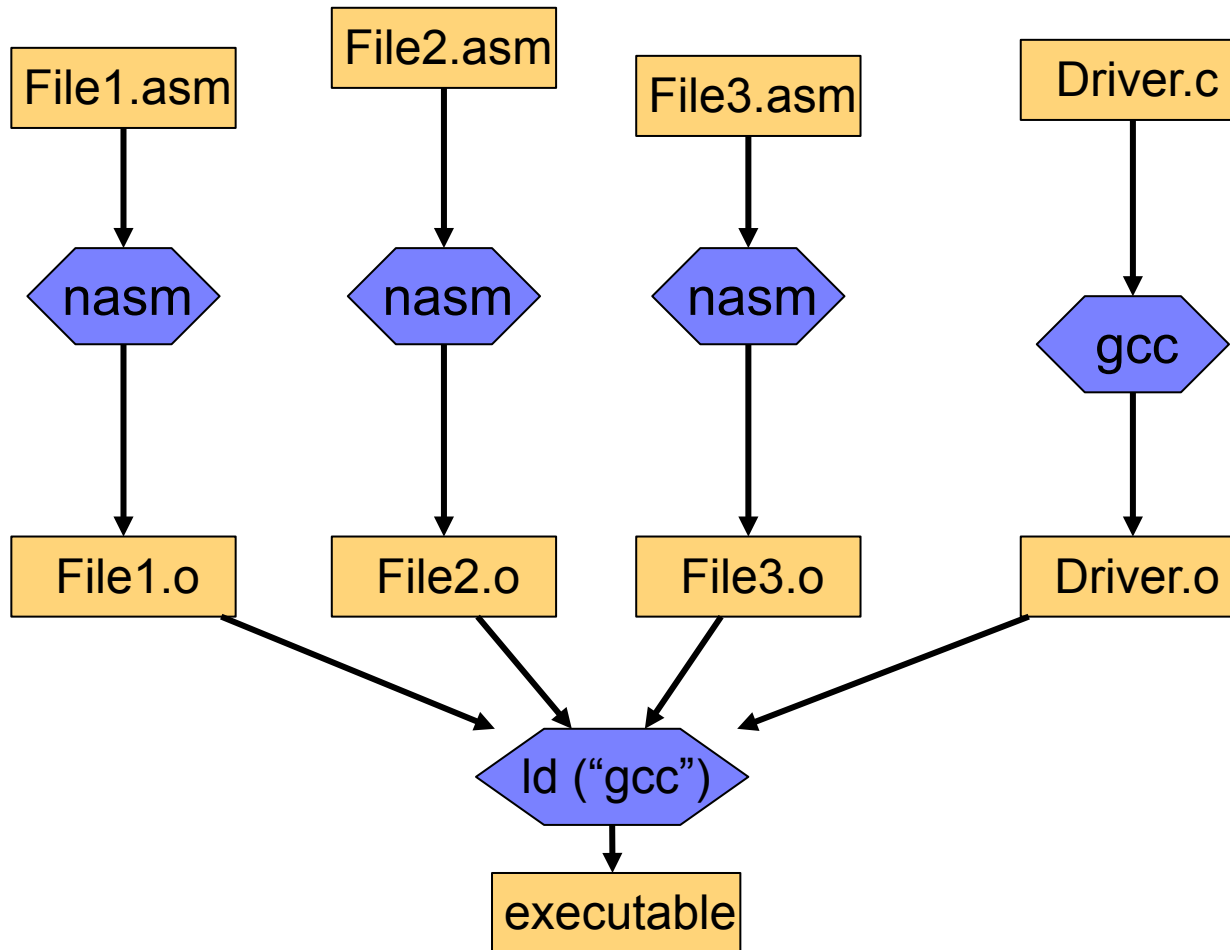 File1.asm
File2.asm
File3.asm
Driver.c
nasm
nasm
nasm
gcc
File1.o
File2.o
File3.o
Driver.o
ld (“gcc”)
executable